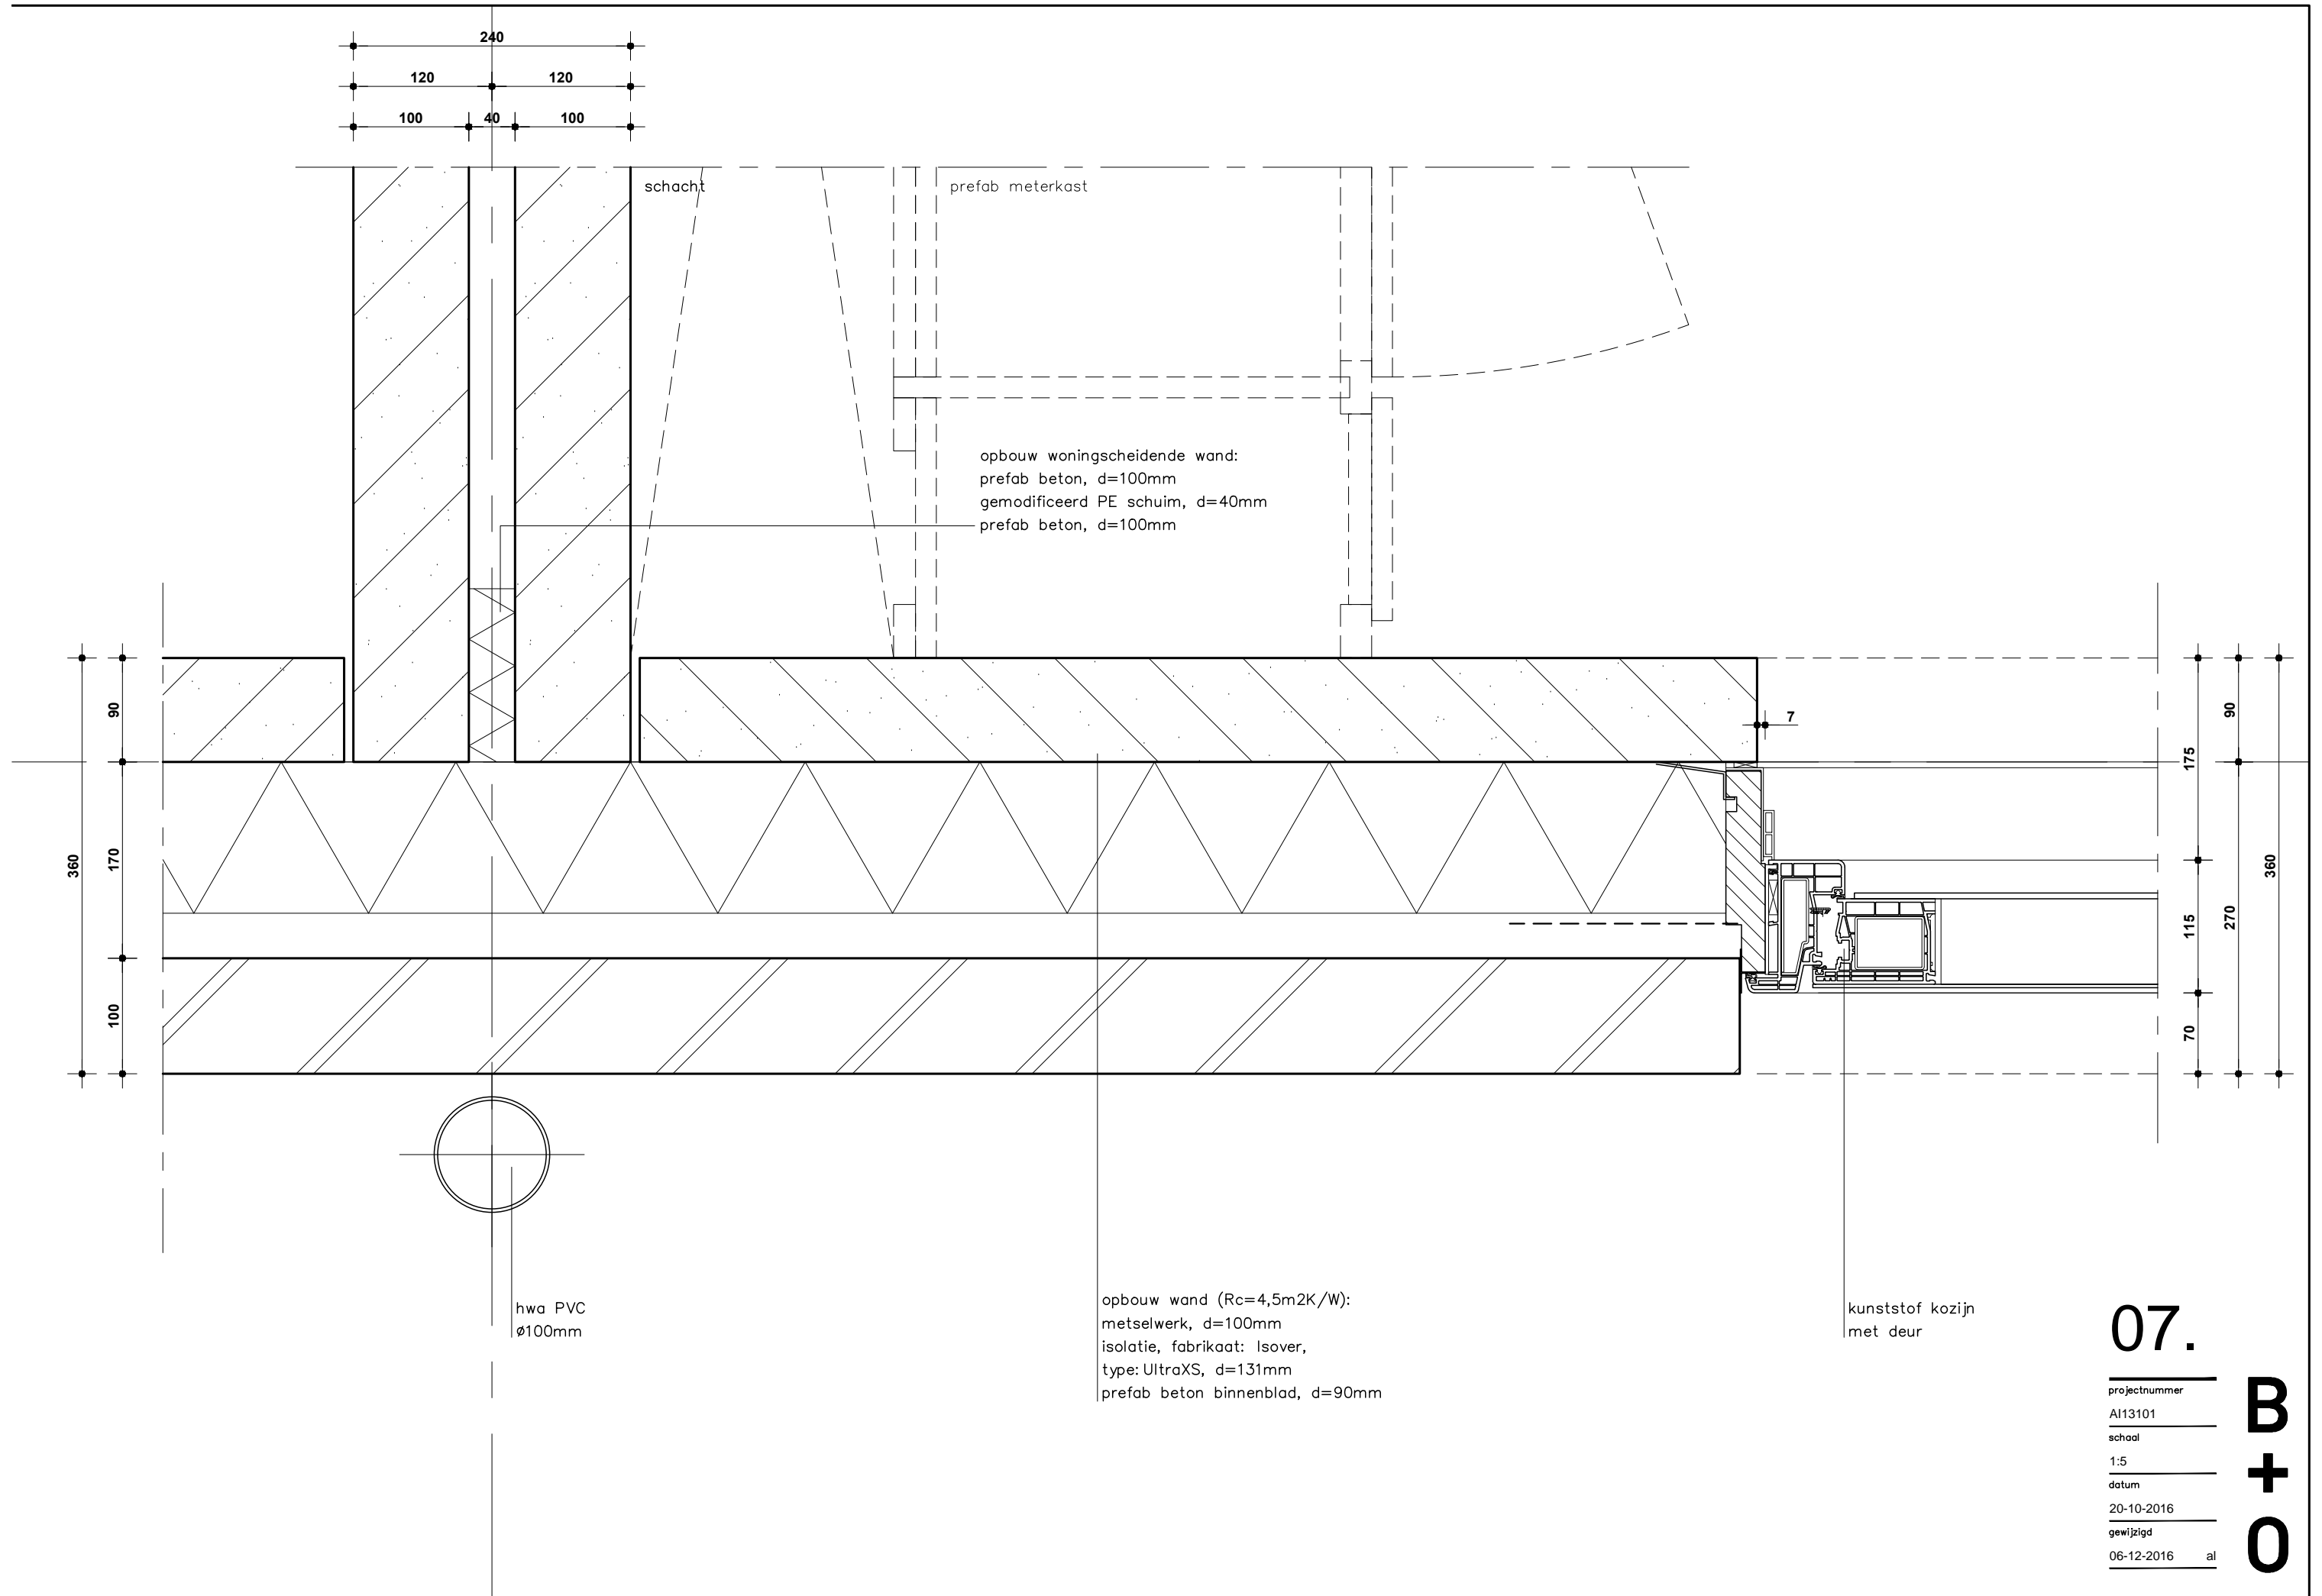 240
120 120
100 40 100
schacht
prefab meterkast
opbouw woningscheidende wand:
prefab beton, d=100mm
gemodificeerd PE schuim, d=40mm
prefab beton, d=100mm
360
90
170
100
7
175
115
70
90
270
360
hwa PVC
ø100mm
opbouw wand (Rc=4,5m2K/W):
metselwerk, d=100mm
isolatie, fabrikaat: Isover,
type: UltraXS, d=131mm
prefab beton binnenblad, d=90mm
kunststof kozijn
met deur
07.
projectnummer
AI13101
schaal
1:5
datum
20-10-2016
gewijzigd
06-12-2016 al
B
+
O